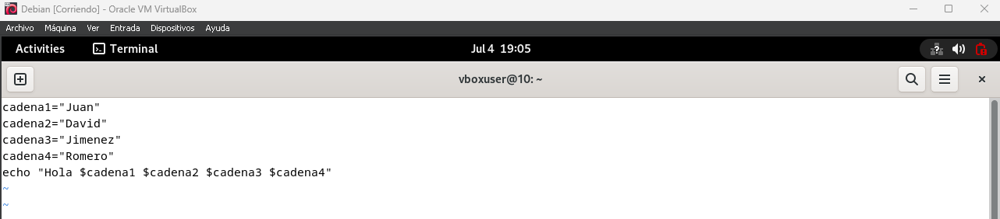 Debian [Corriendo] - Oracle VM VirtualBox
Archivo Máquina Ver Entrada Dispositivos Ayuda
Activities Terminal Jul 4 19:05
vboxuser@10: ~
cadena1="Juan"
cadena2="David"
cadena3="Jimenez"
cadena4="Romero"
echo "Hola $cadena1 $cadena2 $cadena3 $cadena4"
~
~